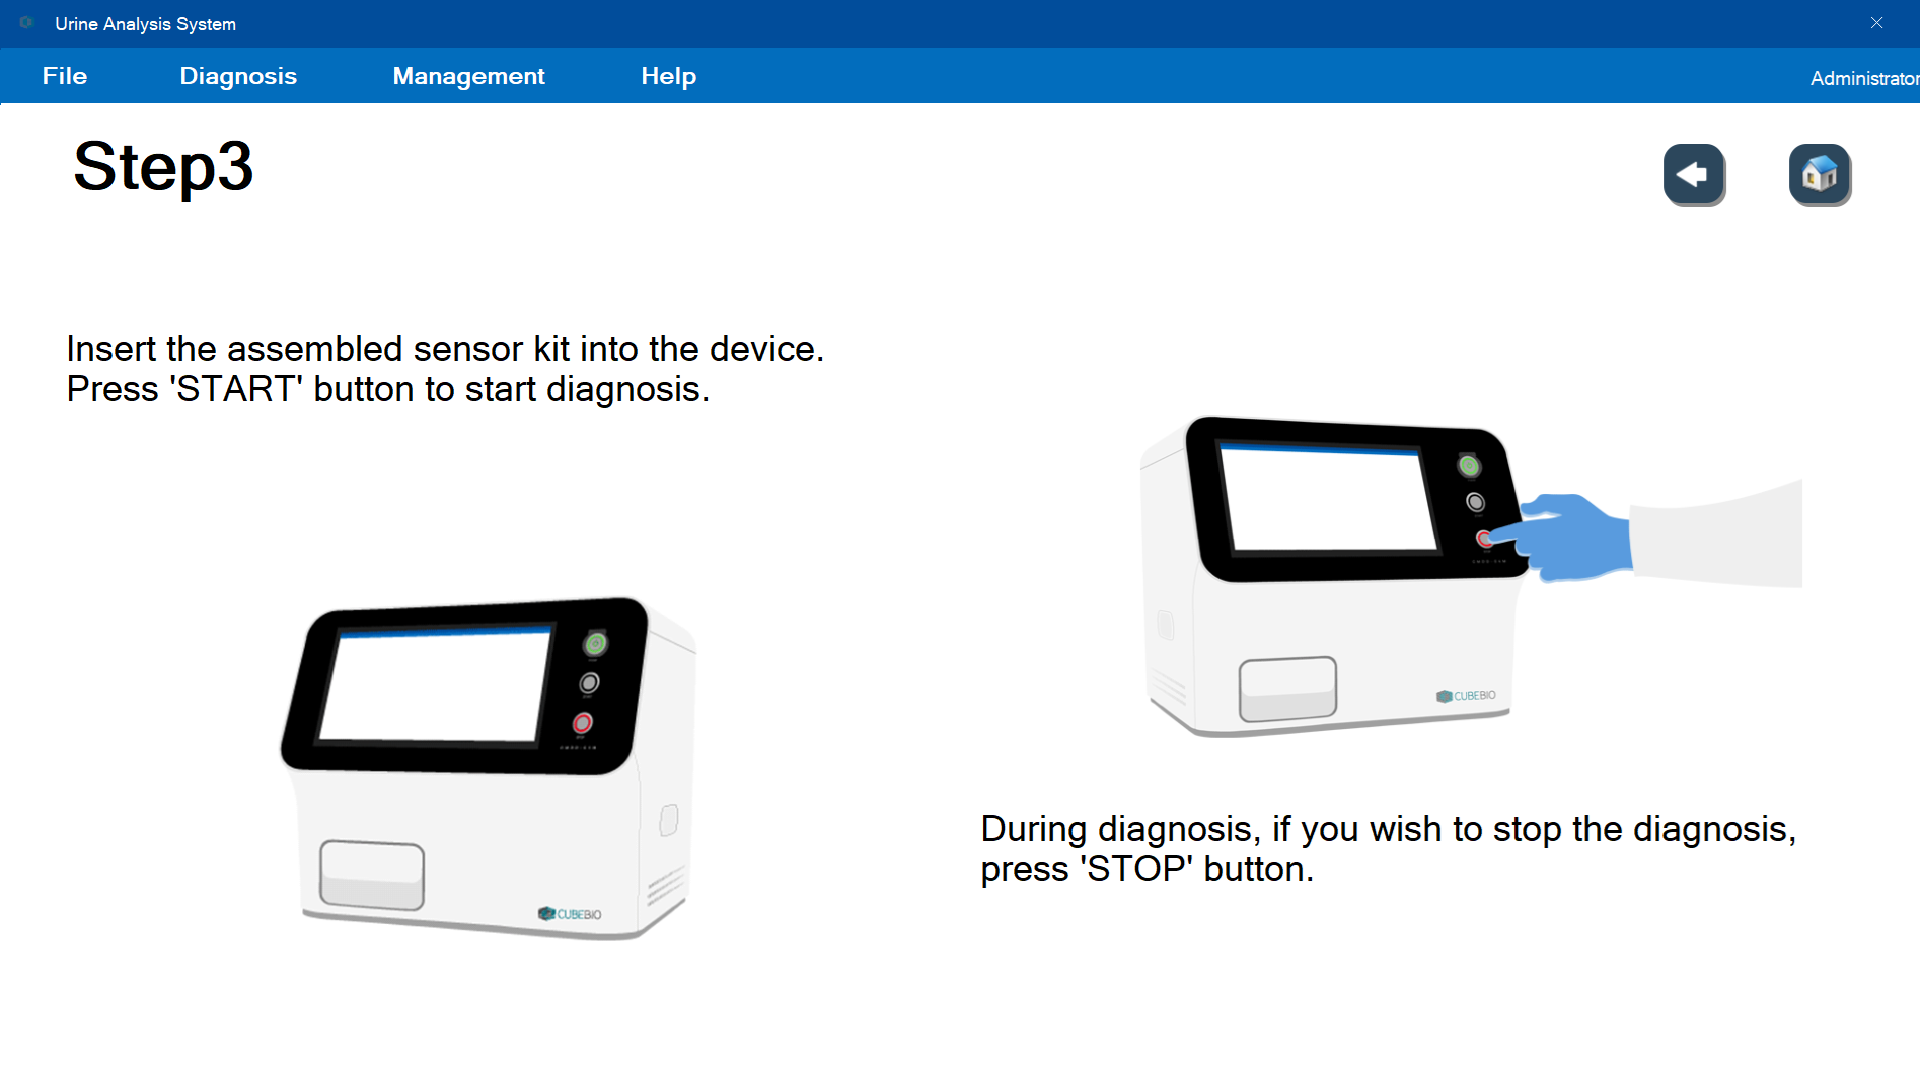 Urine Analysis System
File Diagnosis Management Help Administrator
Step3
Insert the assembled sensor kit into the device.
Press 'START' button to start diagnosis.
CUBEBIO
CUBEBIO
During diagnosis, if you wish to stop the diagnosis,
press 'STOP' button.